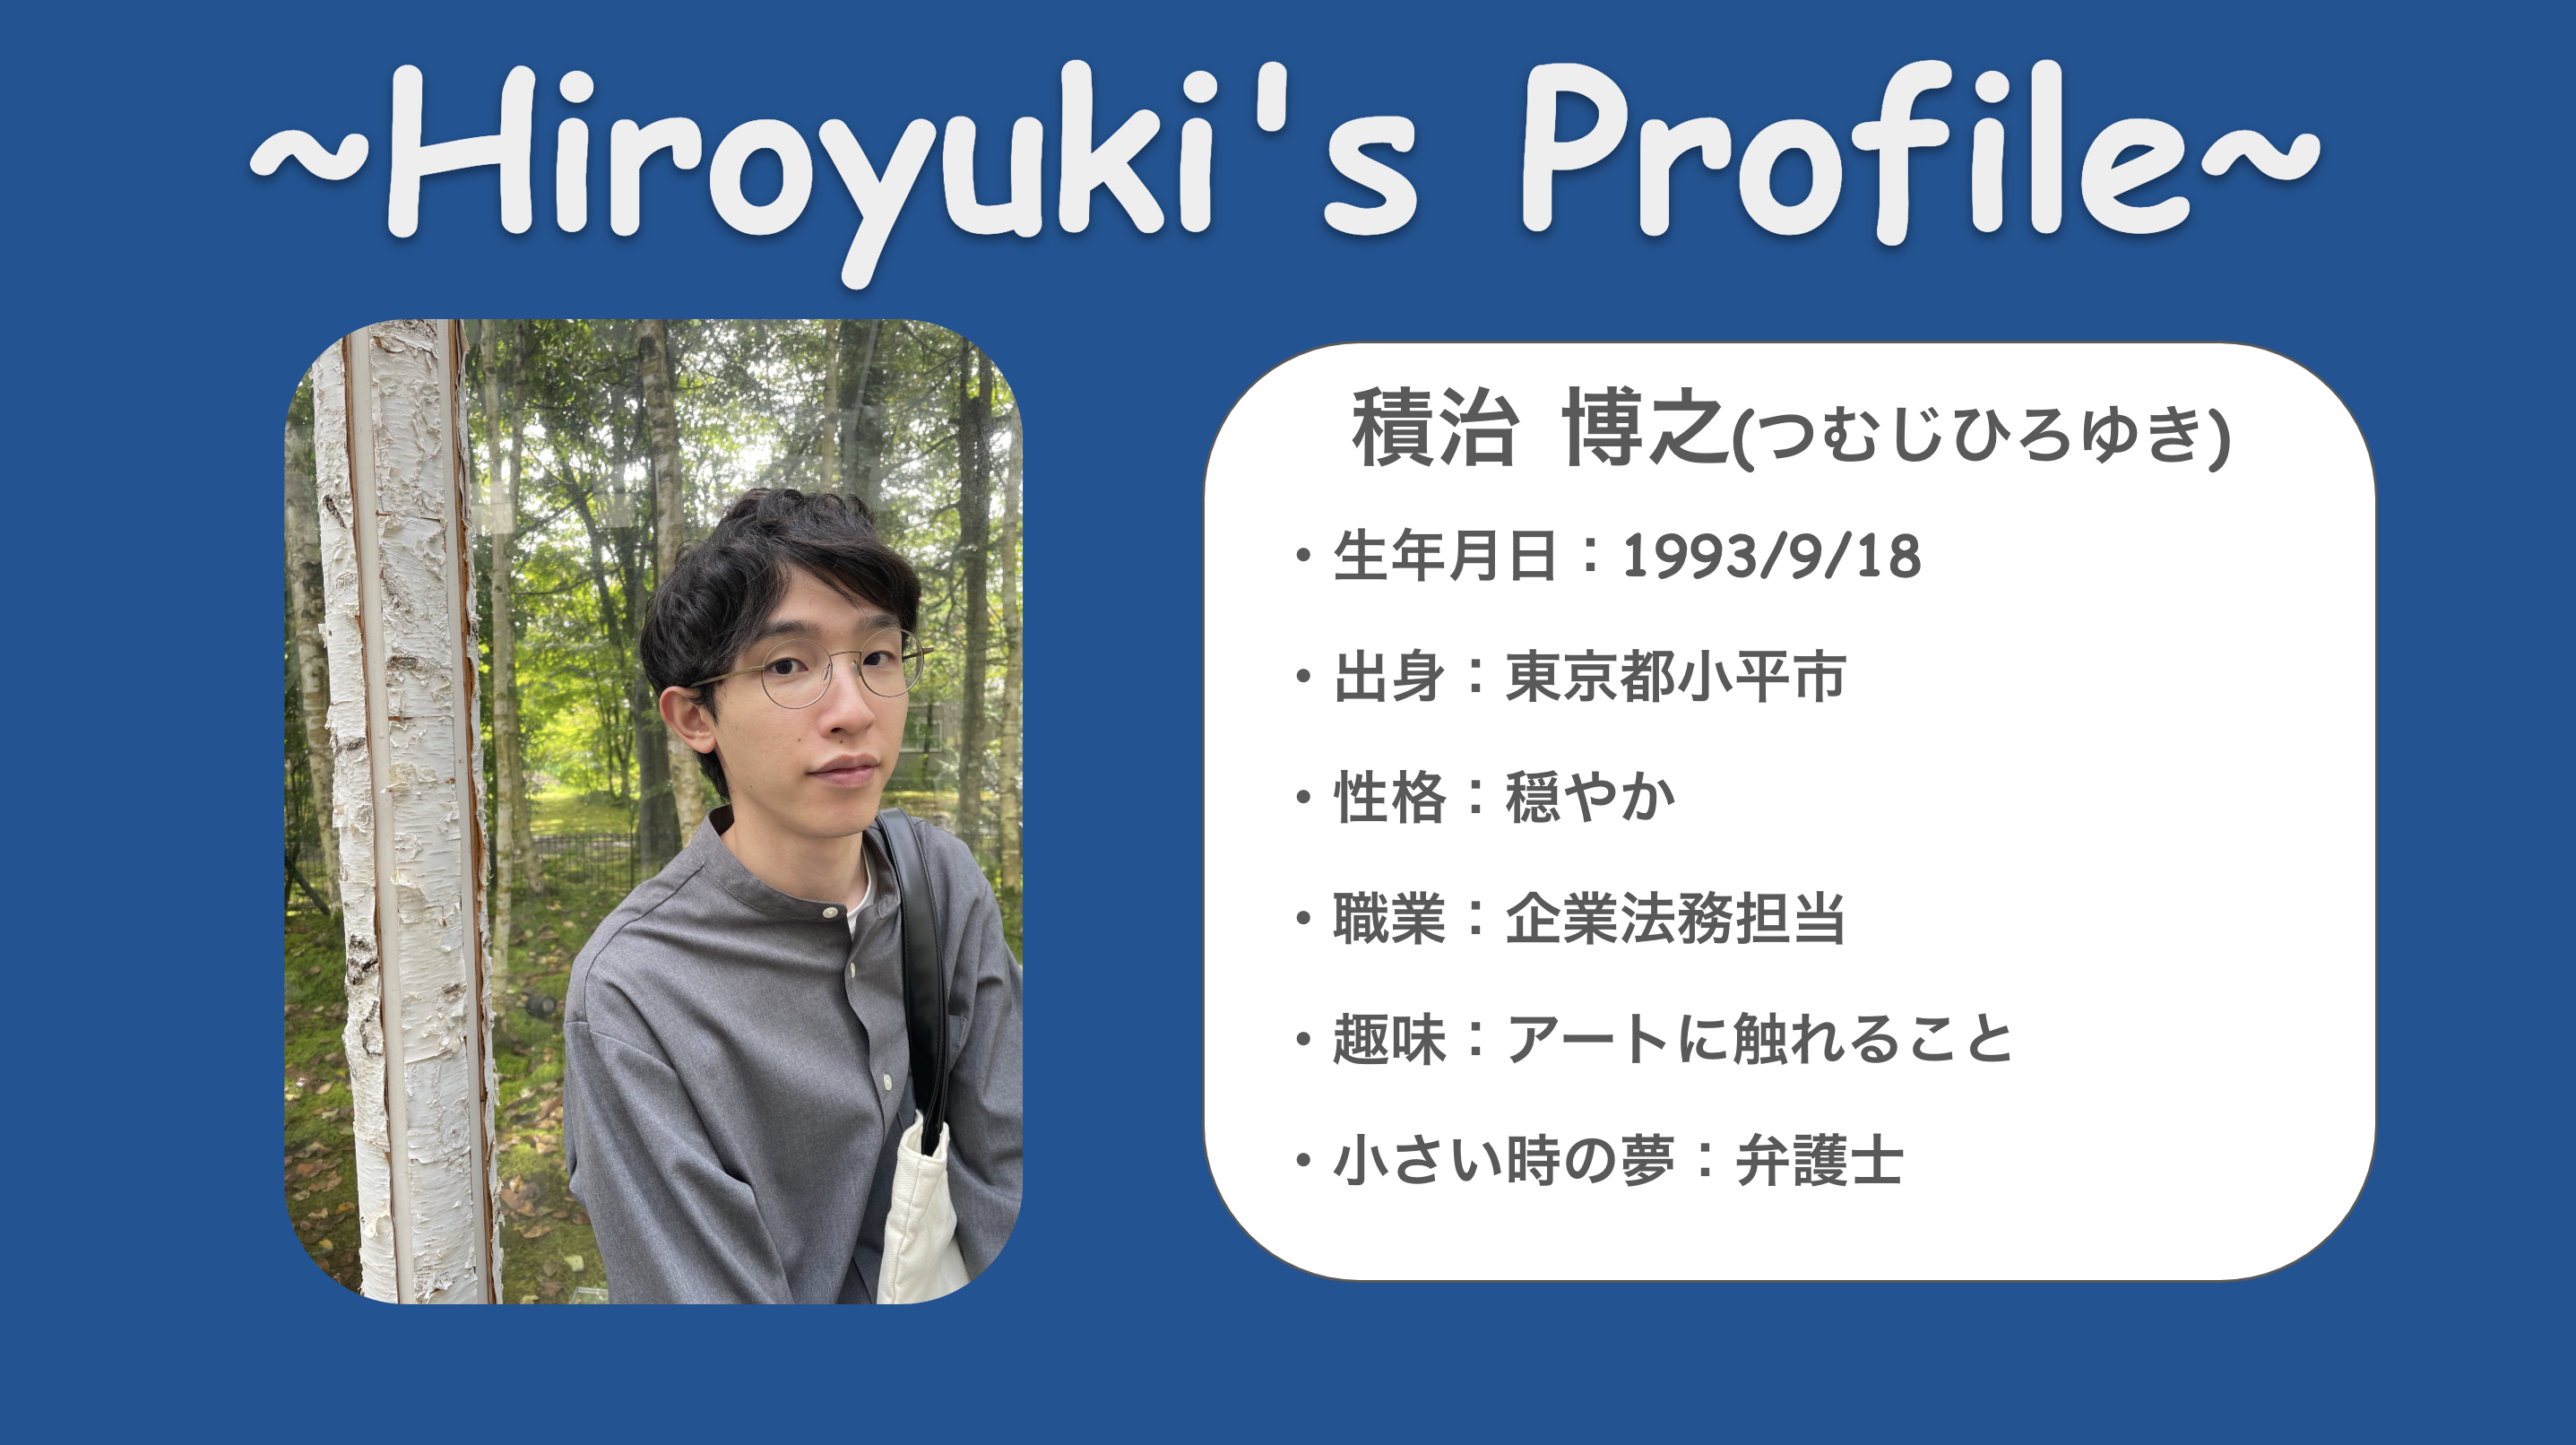 ~Hiroyuki's Profile~
積治 博之(つむじひろゆき)
・生年月日：1993/9/18
・出身：東京都小平市
・性格：穏やか
・職業：企業法務担当
・趣味：アートに触れること
・小さい時の夢：弁護士